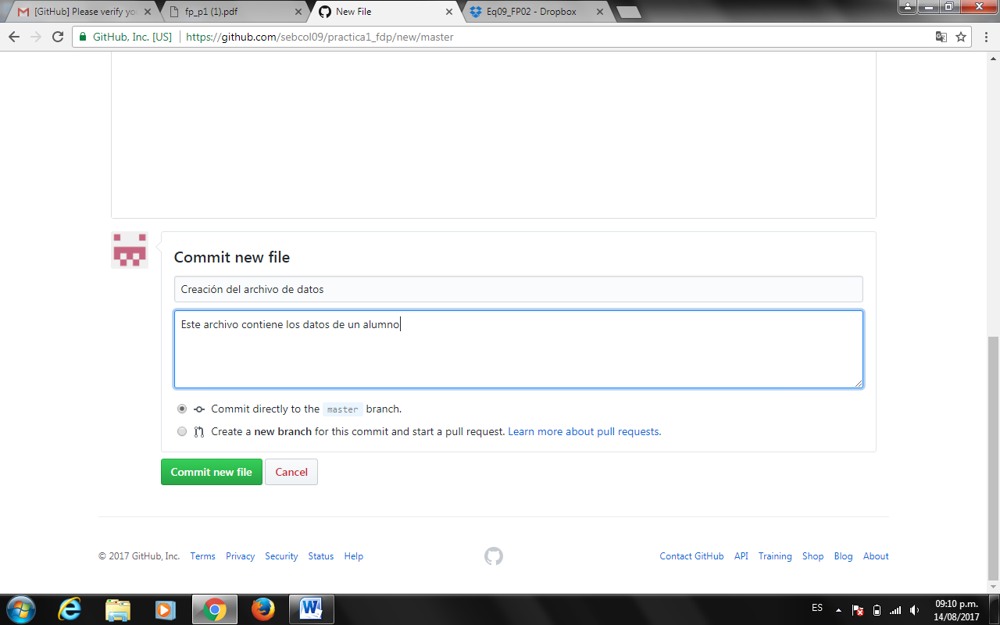 [GitHub] Please verify yo
fp_p1 (1).pdf
New File
Eq09_FP02 - Dropbox
GitHub, Inc. [US]
https://github.com/sebcol09/practica1_fdp/new/master
Commit new file
Creación del archivo de datos
Este archivo contiene los datos de un alumno
Commit directly to the master branch.
Create a new branch for this commit and start a pull request. Learn more about pull requests.
Commit new file
Cancel
© 2017 GitHub, Inc. Terms Privacy Security Status Help
Contact GitHub API Training Shop Blog About
ES
09:10 p.m.
14/08/2017